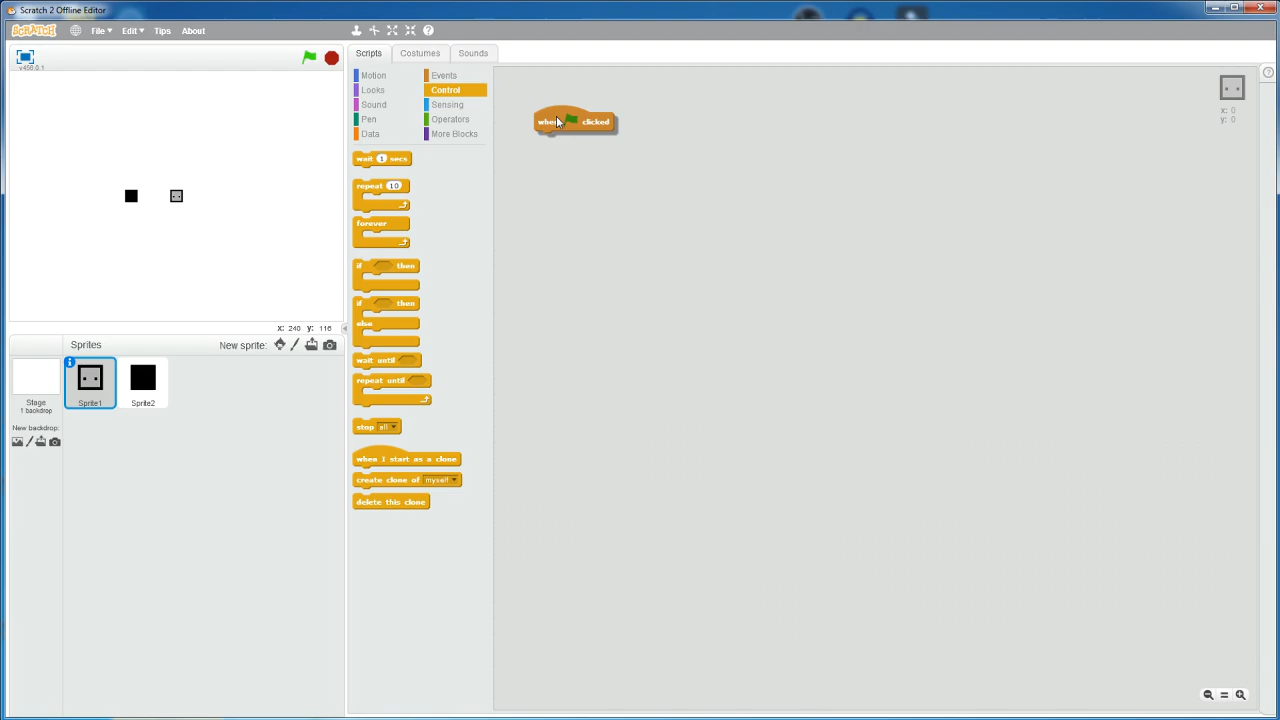 Scratch 2 Offline Editor
SCRATCH File Edit Tips About
v458.0.1
Scripts Costumes Sounds
Motion Events
Looks Control
Sound Sensing
Pen Operators
Data More Blocks
when clicked
x: 0
y: 0
wait 1 secs
repeat 10
forever
if then
if then
else
wait until
repeat until
stop all
when I start as a clone
create clone of myself
delete this clone
x: 240 y: 116
Sprites New sprite:
Stage
1 backdrop
Sprite1 Sprite2
New backdrop: